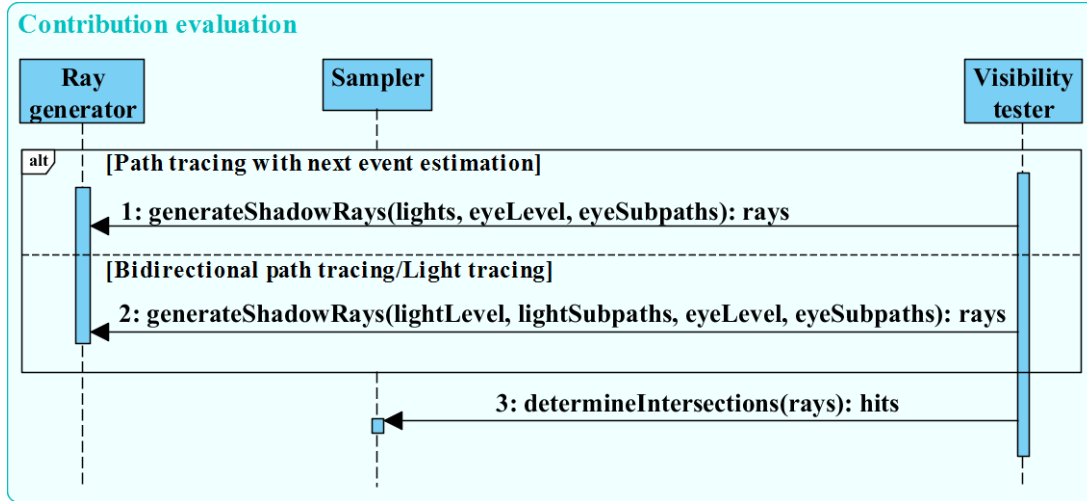 Contribution evaluation
Ray
generator
Sampler
Visibility
tester
alt
[Path tracing with next event estimation]
1: generateShadowRays(lights, eyeLevel, eyeSubpaths): rays
[Bidirectional path tracing/Light tracing]
2: generateShadowRays(lightLevel, lightSubpaths, eyeLevel, eyeSubpaths): rays
3: determineIntersections(rays): hits